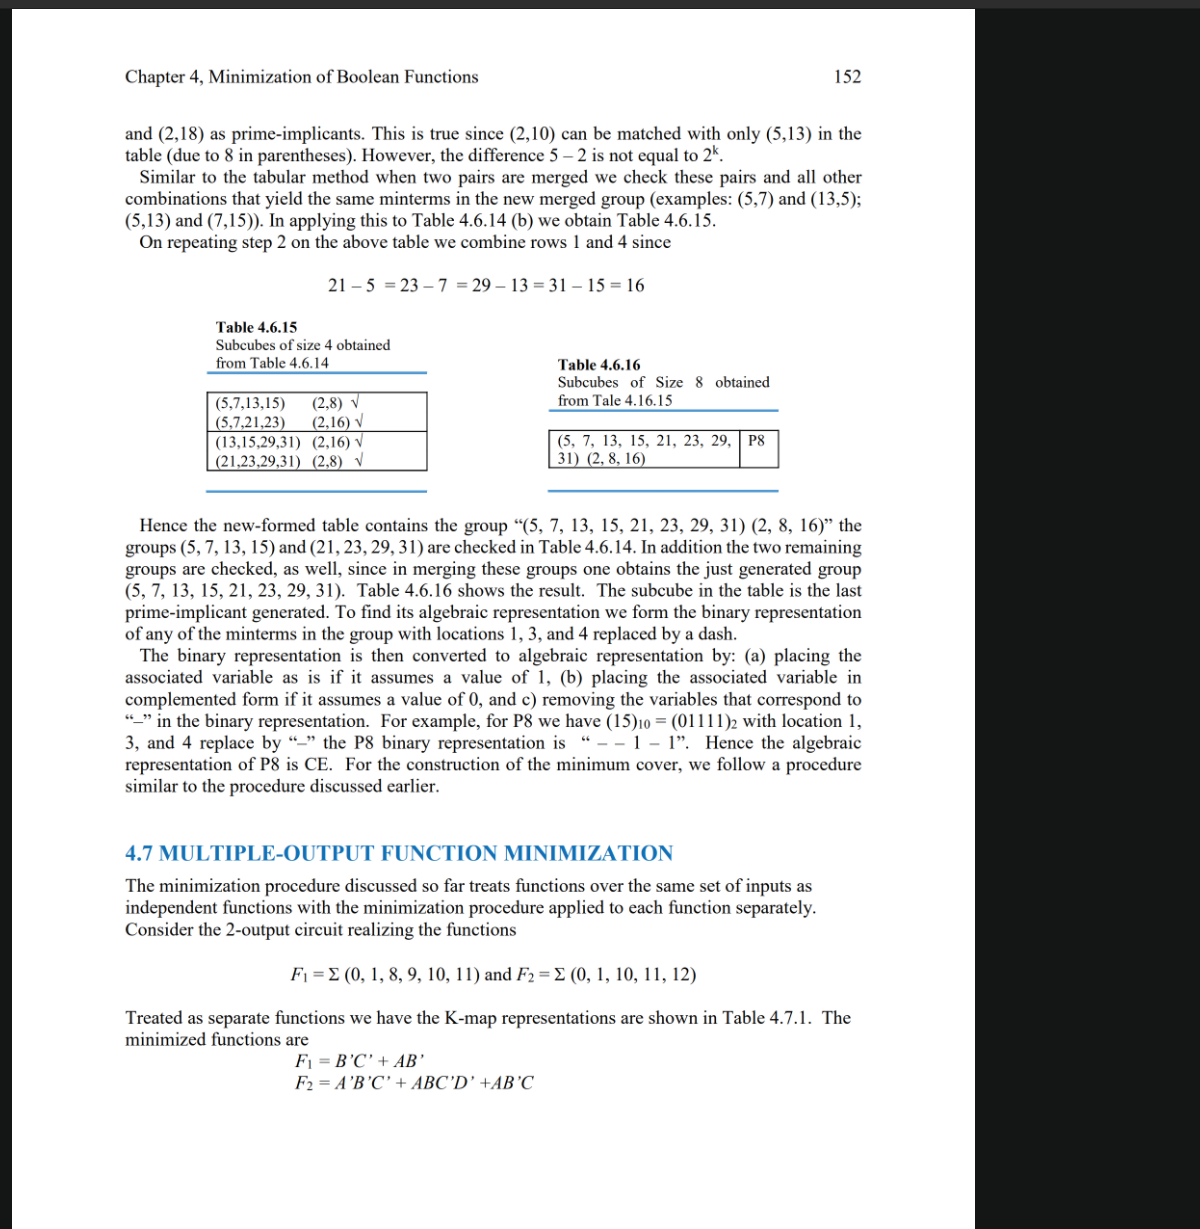 Chapter 4, Minimization of Boolean Functions 152
and (2,18) as prime-implicants. This is true since (2,10) can be matched with only (5,13) in the
table (due to 8 in parentheses). However, the difference 5 – 2 is not equal to 2ᵏ.
Similar to the tabular method when two pairs are merged we check these pairs and all other
combinations that yield the same minterms in the new merged group (examples: (5,7) and (13,5);
(5,13) and (7,15)). In applying this to Table 4.6.14 (b) we obtain Table 4.6.15.
On repeating step 2 on the above table we combine rows 1 and 4 since
21 – 5 = 23 – 7 = 29 – 13 = 31 – 15 = 16
Table 4.6.15
Subcubes of size 4 obtained
from Table 4.6.14
(5,7,13,15) (2,8) √
(5,7,21,23) (2,16) √
(13,15,29,31) (2,16) √
(21,23,29,31) (2,8) √
Table 4.6.16
Subcubes of Size 8 obtained
from Tale 4.16.15
(5, 7, 13, 15, 21, 23, 29, P8
31) (2, 8, 16)
Hence the new-formed table contains the group “(5, 7, 13, 15, 21, 23, 29, 31) (2, 8, 16)” the
groups (5, 7, 13, 15) and (21, 23, 29, 31) are checked in Table 4.6.14. In addition the two remaining
groups are checked, as well, since in merging these groups one obtains the just generated group
(5, 7, 13, 15, 21, 23, 29, 31). Table 4.6.16 shows the result. The subcube in the table is the last
prime-implicant generated. To find its algebraic representation we form the binary representation
of any of the minterms in the group with locations 1, 3, and 4 replaced by a dash.
The binary representation is then converted to algebraic representation by: (a) placing the
associated variable as is if it assumes a value of 1, (b) placing the associated variable in
complemented form if it assumes a value of 0, and c) removing the variables that correspond to
“–” in the binary representation. For example, for P8 we have (15)₁₀ = (01111)₂ with location 1,
3, and 4 replace by “–” the P8 binary representation is “ – – 1 – 1”. Hence the algebraic
representation of P8 is CE. For the construction of the minimum cover, we follow a procedure
similar to the procedure discussed earlier.
4.7 MULTIPLE-OUTPUT FUNCTION MINIMIZATION
The minimization procedure discussed so far treats functions over the same set of inputs as
independent functions with the minimization procedure applied to each function separately.
Consider the 2-output circuit realizing the functions
F₁ = Σ (0, 1, 8, 9, 10, 11) and F₂ = Σ (0, 1, 10, 11, 12)
Treated as separate functions we have the K-map representations are shown in Table 4.7.1. The
minimized functions are
F₁ = B’C’ + AB’
F₂ = A’B’C’ + ABC’D’ +AB’C